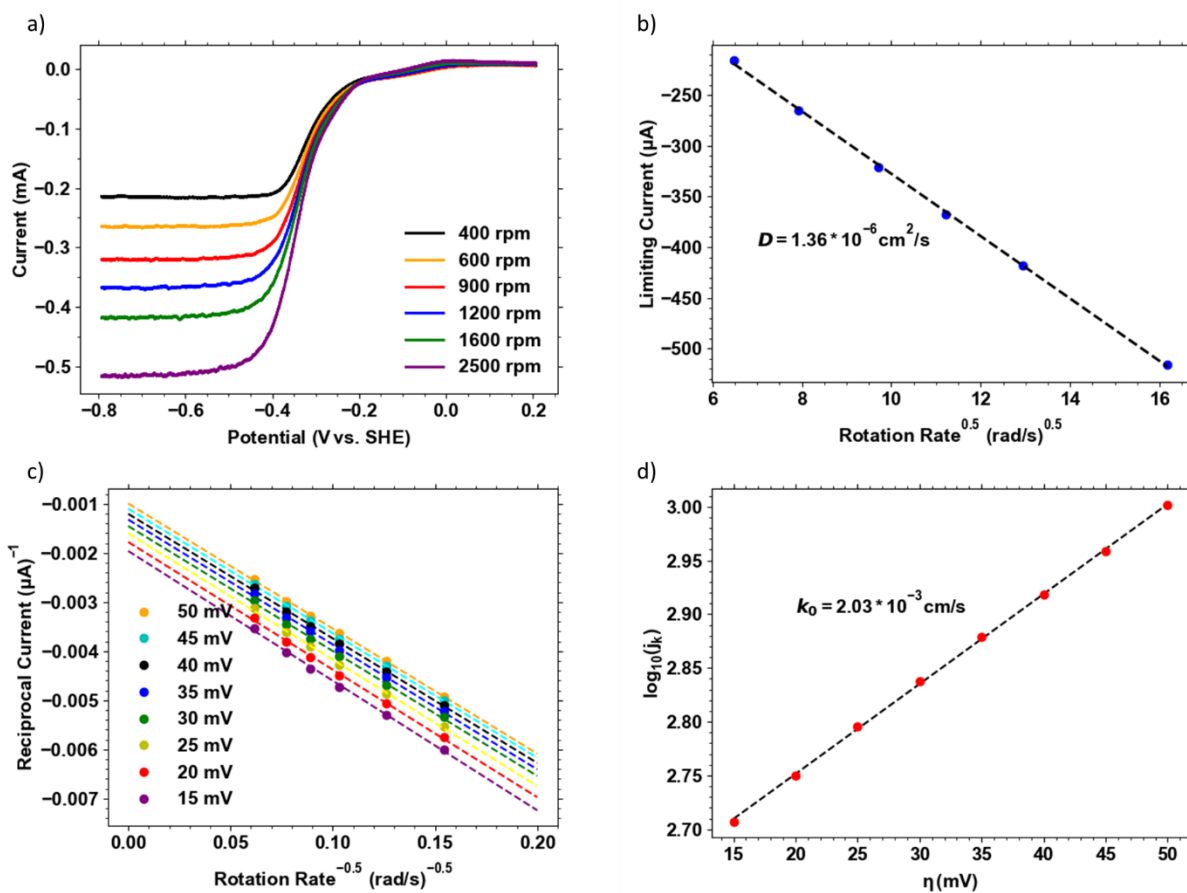 a)
0.0
−0.1
−0.2
−0.3
−0.4
−0.5
Current (mA)
400 rpm
600 rpm
900 rpm
1200 rpm
1600 rpm
2500 rpm
−0.8 −0.6 −0.4 −0.2 0.0 0.2
Potential (V vs. SHE)
b)
−250
−300
−350
−400
−450
−500
Limiting Current (µA)
D = 1.36 * 10⁻⁶ cm²/s
6 8 10 12 14 16
Rotation Rate⁰·⁵ (rad/s)⁰·⁵
c)
−0.001
−0.002
−0.003
−0.004
−0.005
−0.006
−0.007
Reciprocal Current (µA)⁻¹
50 mV
45 mV
40 mV
35 mV
30 mV
25 mV
20 mV
15 mV
0.00 0.05 0.10 0.15 0.20
Rotation Rate⁻⁰·⁵ (rad/s)⁻⁰·⁵
d)
3.00
2.95
2.90
2.85
2.80
2.75
2.70
log₁₀(jₖ)
k₀ = 2.03 * 10⁻³ cm/s
15 20 25 30 35 40 45 50
η (mV)